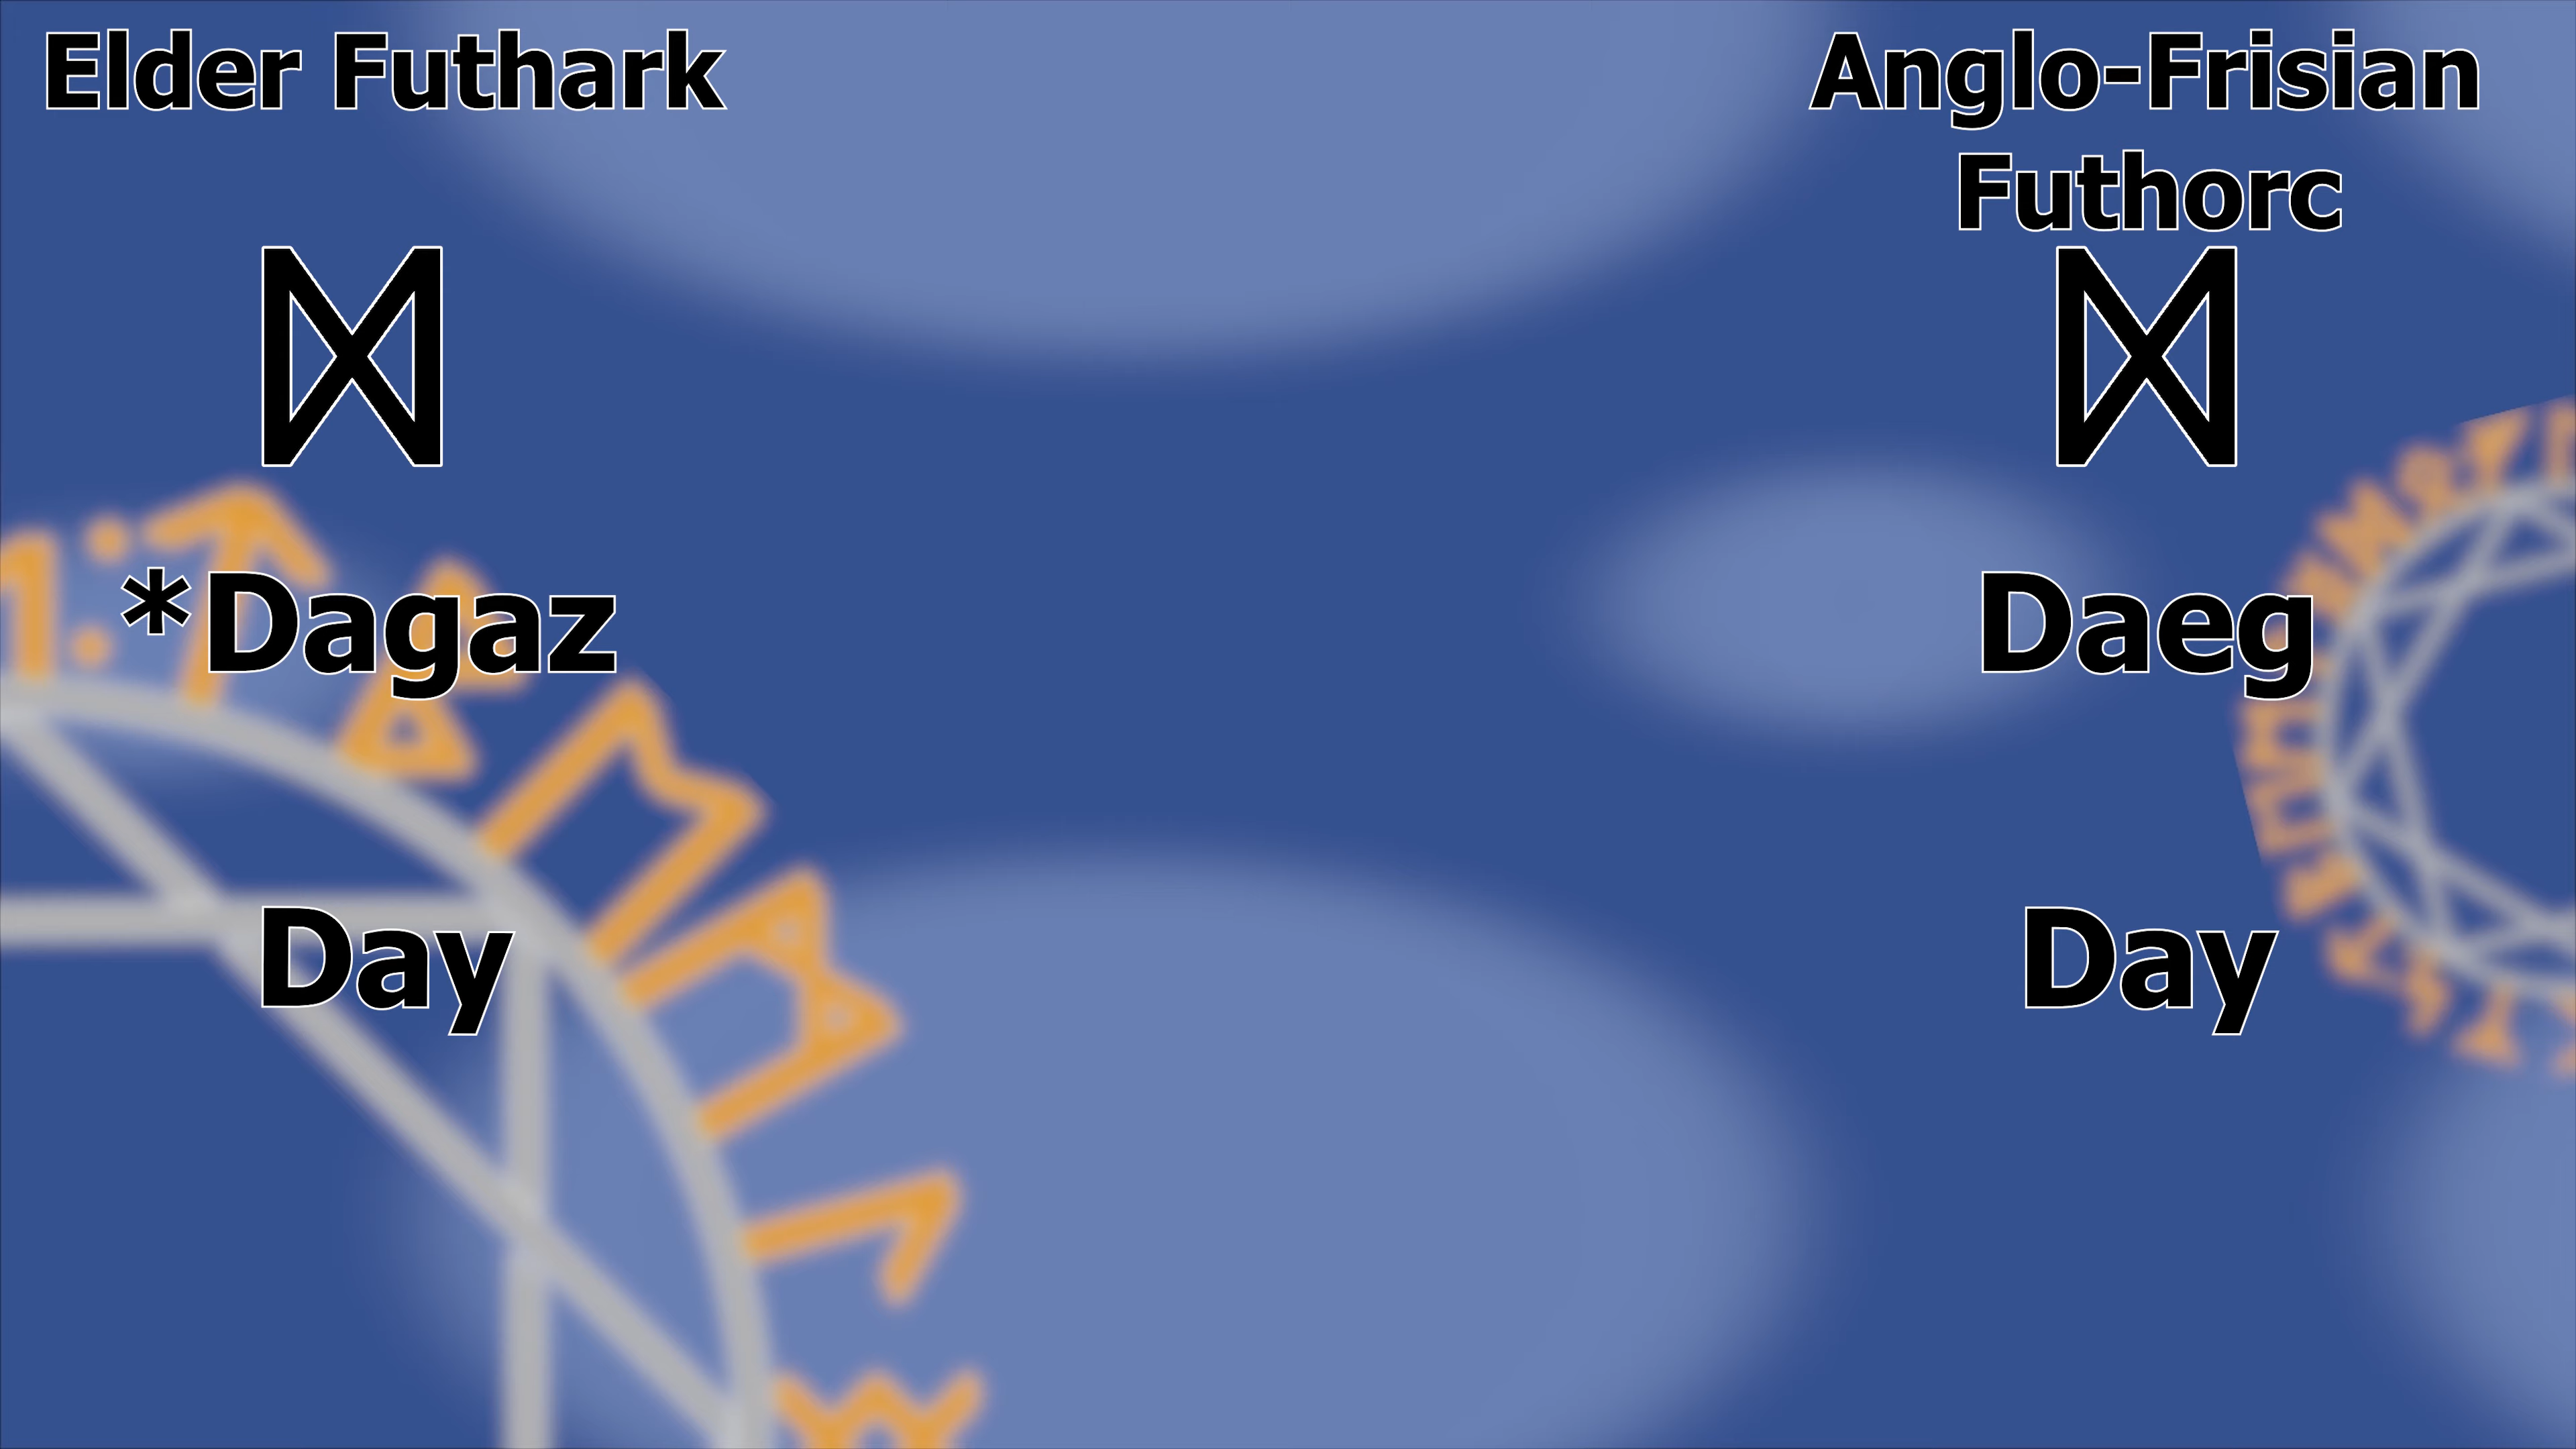 Elder Futhark
ᛞ
*Dagaz
Day
Anglo-Frisian
Futhorc
ᛞ
Daeg
Day